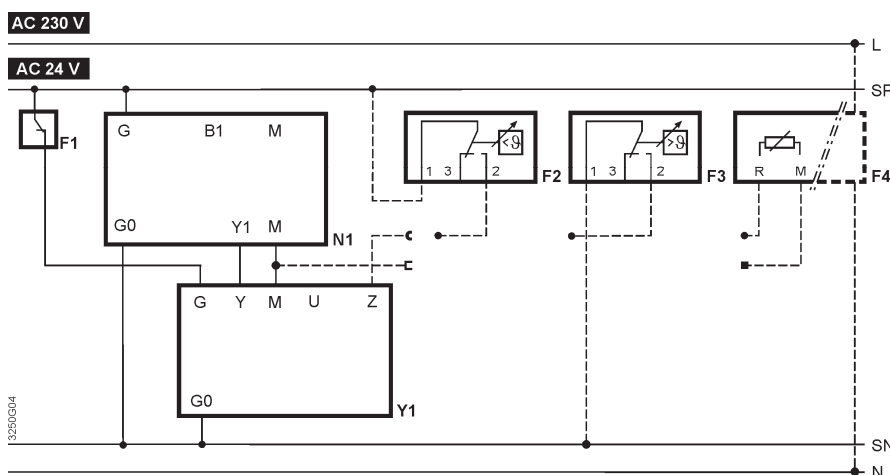 AC 230 V
L
AC 24 V
F1
G B1 M
G0 Y1 M
N1
1 3 2
<ϑ
F2
1 3 2
<ϑ
F3
R M
F4
G Y M U Z
G0
Y1
3250G04
SN
N